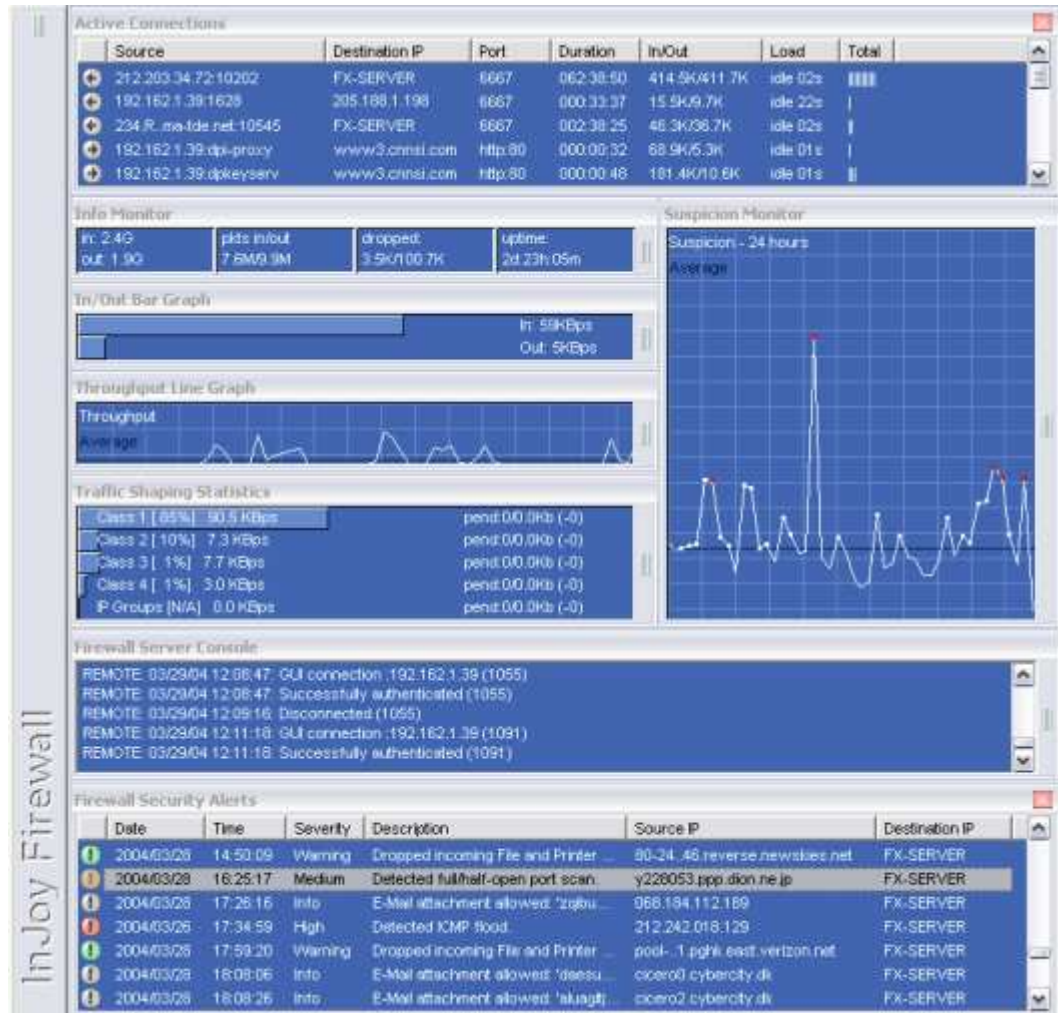 InJoy Firewall
Active Connections
Source Destination IP Port Duration In/Out Load Total
212.203.34.72:10202 FX-SERVER 6667 062:38:50 414.5K/411.7K idle 02s
192.162.1.39:1628 205.188.1.198 6667 000:33:37 15.5K/9.7K idle 22s
234.R. ma-tde.net:10545 FX-SERVER 6667 002:38:25 46.3K/36.7K idle 02s
192.162.1.39:dpi-proxy www3.cnnsi.com http:80 000:00:32 68.9K/5.3K idle 01s
192.162.1.39:dpkeyserv www3.cnnsi.com http:80 000:00:46 181.4K/10.6K idle 01s
Info Monitor
in: 2.4G pkts in/out dropped: uptime:
out: 1.9G 7.6M/9.9M 3.5K/100.7K 2d 23h 05m
Suspicion Monitor
Suspicion - 24 hours
Average
In/Out Bar Graph
In: 59KBps
Out: 5KBps
Throughput Line Graph
Throughput
Average
Traffic Shaping Statistics
Class 1 [ 85%] 90.5 KBps pend:0/0.0Kb (-0)
Class 2 [ 10%] 7.3 KBps pend:0/0.0Kb (-0)
Class 3 [ 1%] 7.7 KBps pend:0/0.0Kb (-0)
Class 4 [ 1%] 3.0 KBps pend:0/0.0Kb (-0)
IP Groups [N/A] 0.0 KBps pend:0/0.0Kb (-0)
Firewall Server Console
REMOTE: 03/29/04 12:08:47: GUI connection :192.162.1.39 (1055)
REMOTE: 03/29/04 12:08:47: Successfully authenticated (1055)
REMOTE: 03/29/04 12:09:16: Disconnected (1055)
REMOTE: 03/29/04 12:11:18: GUI connection :192.162.1.39 (1091)
REMOTE: 03/29/04 12:11:18: Successfully authenticated (1091)
Firewall Security Alerts
Date Time Severity Description Source IP Destination IP
2004/03/28 14:50:09 Warning Dropped incoming File and Printer ... 80-24..46.reverse.newskies.net FX-SERVER
2004/03/28 16:25:17 Medium Detected full/half-open port scan. y228053.ppp.dion.ne.jp FX-SERVER
2004/03/28 17:26:16 Info E-Mail attachment allowed: 068.184.112.189 FX-SERVER
2004/03/28 17:34:59 High Detected ICMP flood. 212.242.018.129 FX-SERVER
2004/03/28 17:59:20 Warning Dropped incoming File and Printer ... pool-..1.pghk.east.verizon.net FX-SERVER
2004/03/28 18:08:06 Info E-Mail attachment allowed: cicero0.cybercity.dk FX-SERVER
2004/03/28 18:08:26 Info E-Mail attachment allowed: cicero2.cybercity.dk FX-SERVER